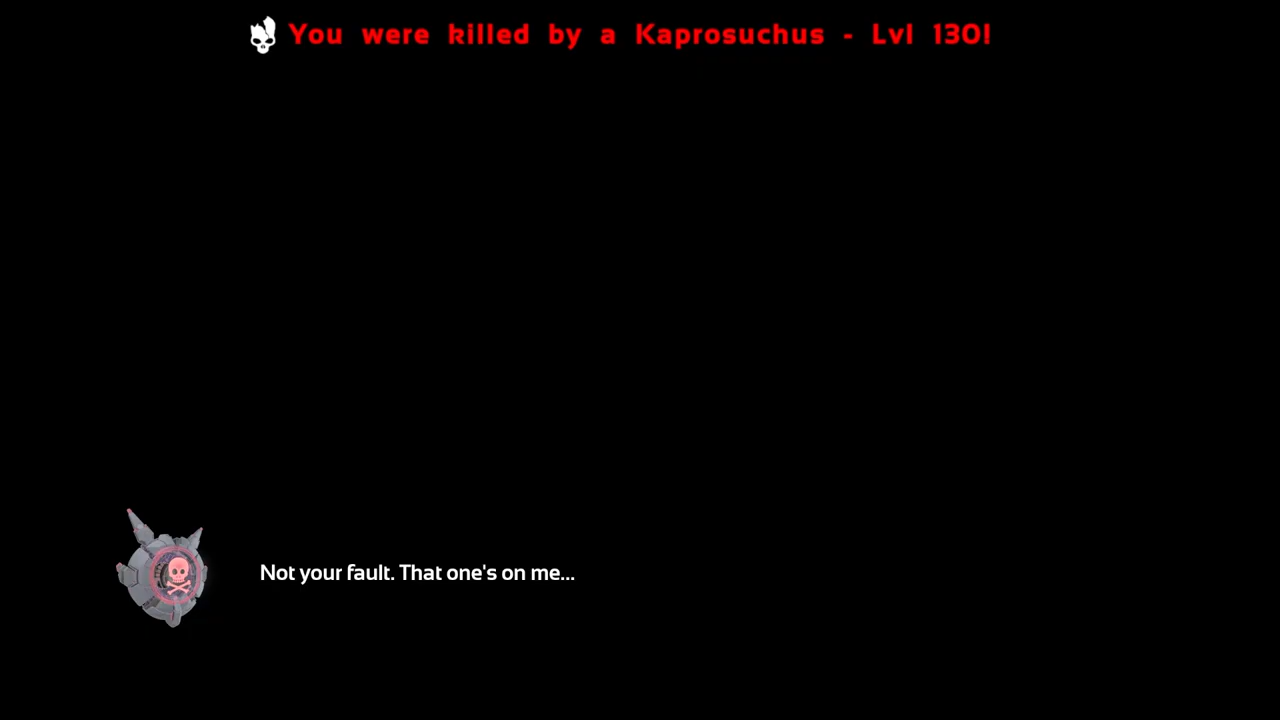 You were killed by a Kaprosuchus - Lvl 130!
Not your fault. That one's on me...